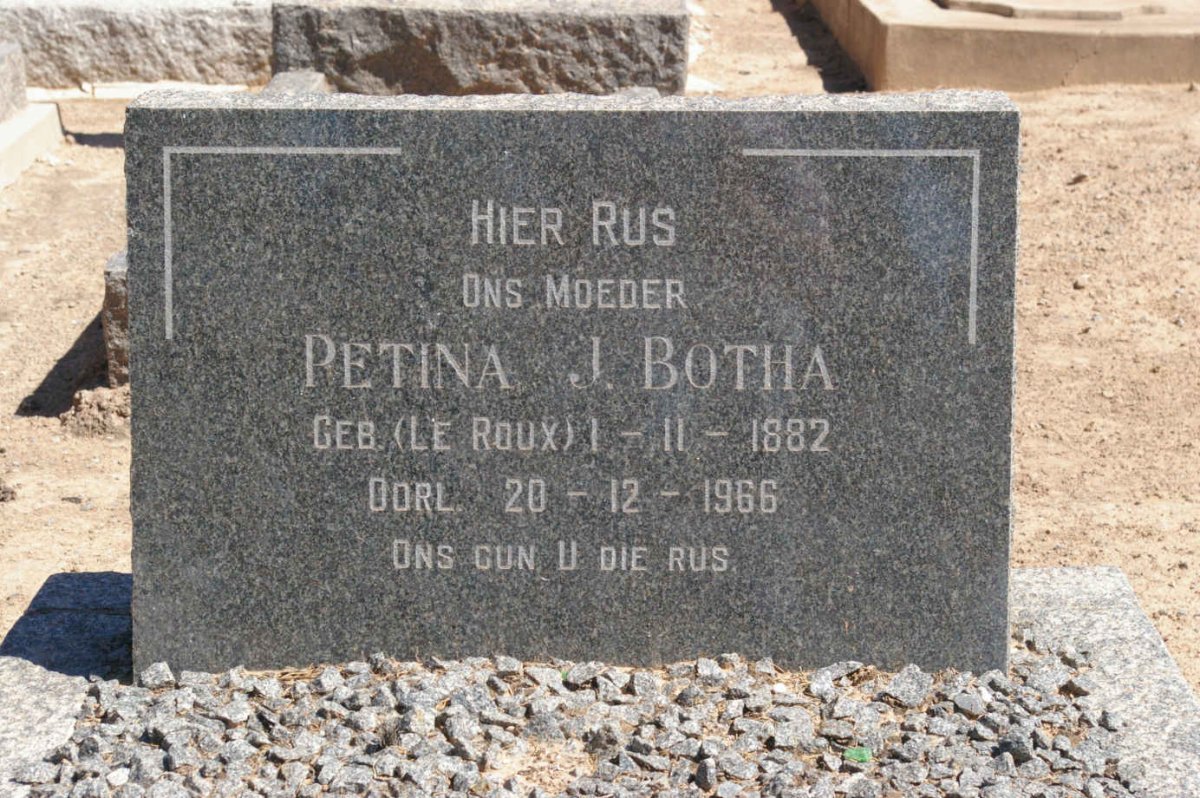 HIER RUS
ONS MOEDER
PETINA J. BOTHA
GEB. (LE ROUX) 1 - 11 - 1882
OORL. 20 - 12 - 1966
ONS GUN U DIE RUS.